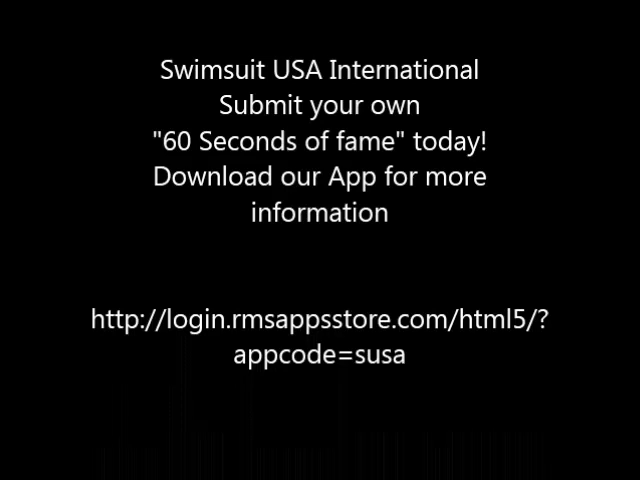 Swimsuit USA International
Submit your own
"60 Seconds of fame" today!
Download our App for more
information
http://login.rmsappsstore.com/html5/?
appcode=susa